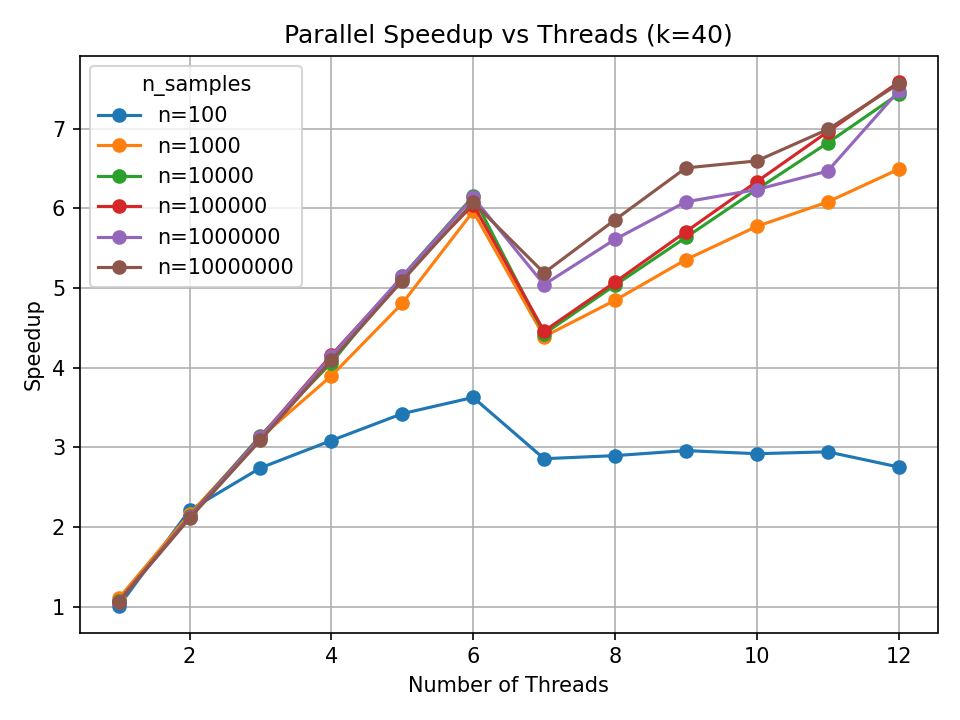 Parallel Speedup vs Threads (k=40)
n_samples
n=100
n=1000
n=10000
n=100000
n=1000000
n=10000000
7
6
5
4
3
2
1
Speedup
2 4 6 8 10 12
Number of Threads